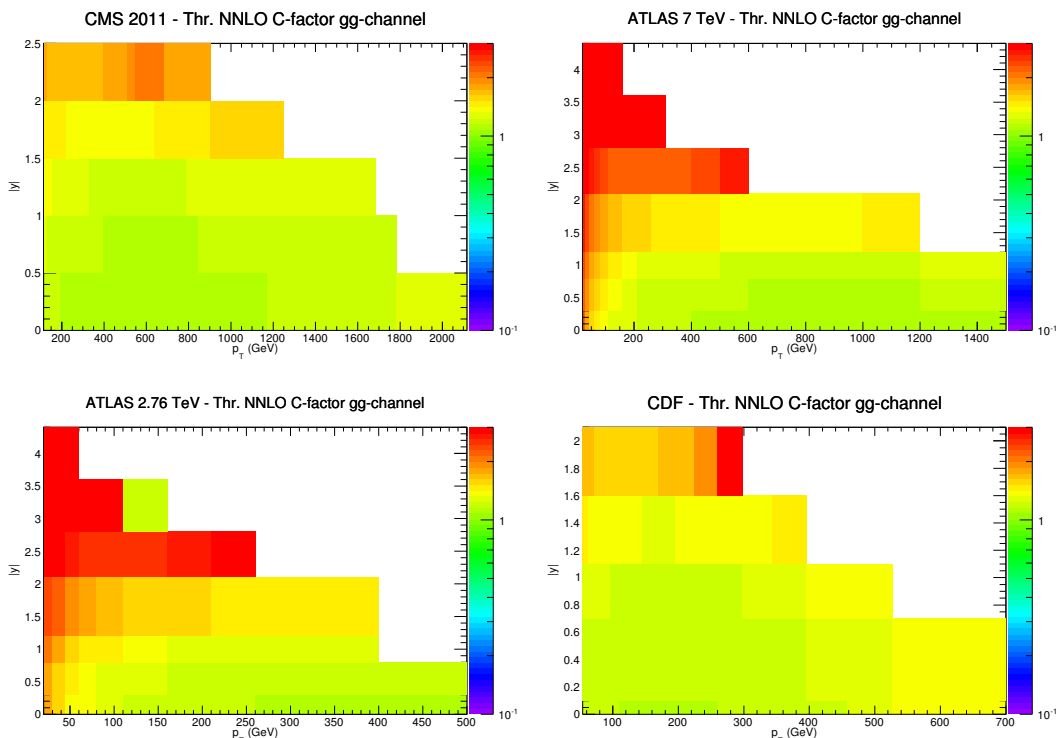 CMS 2011 - Thr. NNLO C-factor gg-channel
|y|
2.5
2
1.5
1
0.5
0
200 400 600 800 1000 1200 1400 1600 1800 2000
p_T (GeV)
1
10^-1
ATLAS 7 TeV - Thr. NNLO C-factor gg-channel
|y|
4
3.5
3
2.5
2
1.5
1
0.5
0
200 400 600 800 1000 1200 1400
p_T (GeV)
1
10^-1
ATLAS 2.76 TeV - Thr. NNLO C-factor gg-channel
|y|
4
3.5
3
2.5
2
1.5
1
0.5
0
50 100 150 200 250 300 350 400 450 500
(GeV)
1
10^-1
CDF - Thr. NNLO C-factor gg-channel
|y|
2
1.8
1.6
1.4
1.2
1
0.8
0.6
0.4
0.2
0
100 200 300 400 500 600 700
(GeV)
1
10^-1